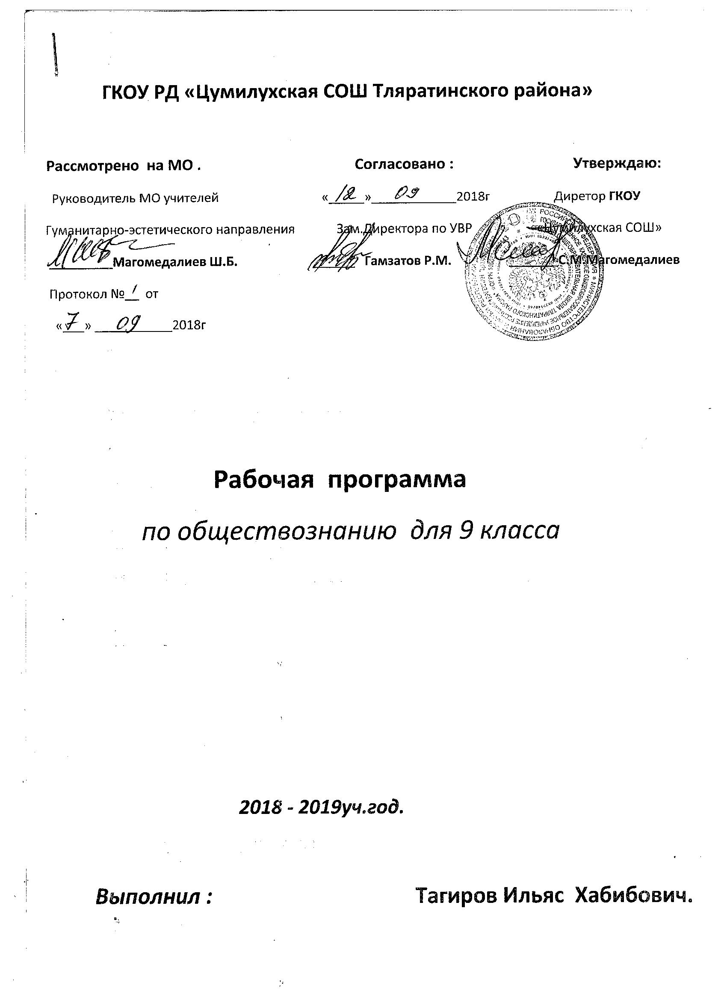 ГКОУ РД «Цумилухская СОШ Тляратинского района»
Рассмотрено на МО .
Руководитель МО учителей
Гуманитарно-эстетического направления
Магомедалиев Ш.Б.
Протокол № 1 от
«7» 09 2018г
Согласовано :
«12» 09 2018г
Зам.Директора по УВР
Гамзатов Р.М.
Утверждаю:
Диретор ГКОУ
«Цумилухская СОШ»
С.М.Магомедалиев
Рабочая программа
по обществознанию для 9 класса
2018 - 2019уч.год.
Выполнил :
Тагиров Ильяс Хабибович.